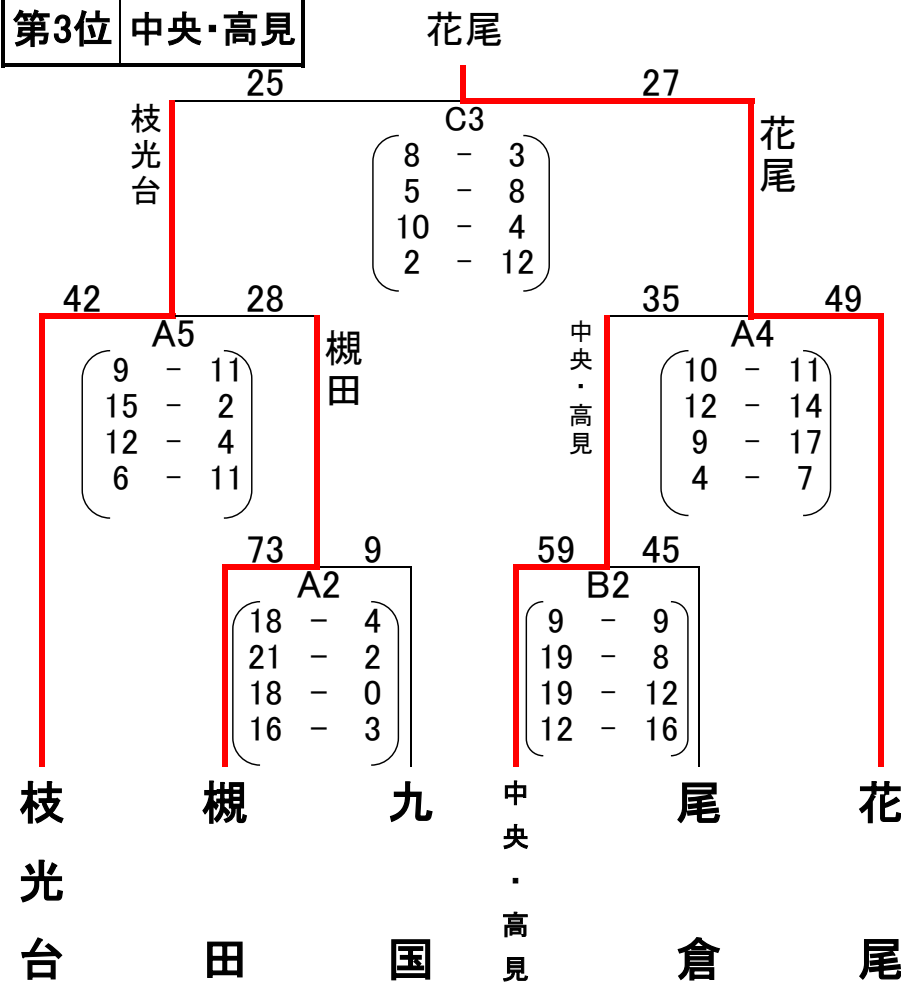 第3位 中央・高見
花尾
25 27
枝光台
C3
花尾
8 - 3
5 - 8
10 - 4
2 - 12
42 28
35 49
A5
槻田
中央・高見
A4
9 - 11
15 - 2
12 - 4
6 - 11
10 - 11
12 - 14
9 - 17
4 - 7
73 9
59 45
A2
B2
18 - 4
21 - 2
18 - 0
16 - 3
9 - 9
19 - 8
19 - 12
12 - 16
枝光台
槻田
九国
中央・高見
尾倉
花尾